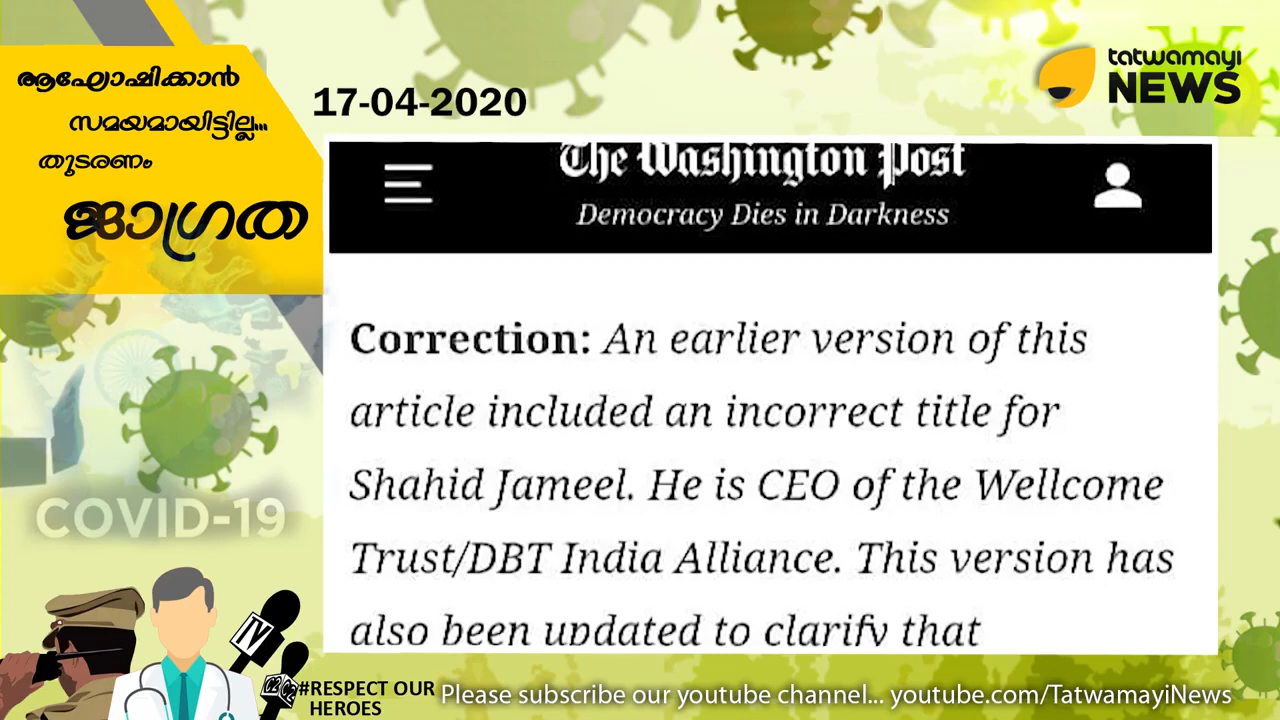 ആഘോഷിക്കാൻ
സമയമായിട്ടില്ല...
തുടരണം
ജാഗ്രത
COVID-19
17-04-2020
tatwamayi
NEWS
The Washington Post
Democracy Dies in Darkness
Correction: An earlier version of this
article included an incorrect title for
Shahid Jameel. He is CEO of the Wellcome
Trust/DBT India Alliance. This version has
also been updated to clarify that
TV
#RESPECT OUR
HEROES
Please subscribe our youtube channel... youtube.com/TatwamayiNews